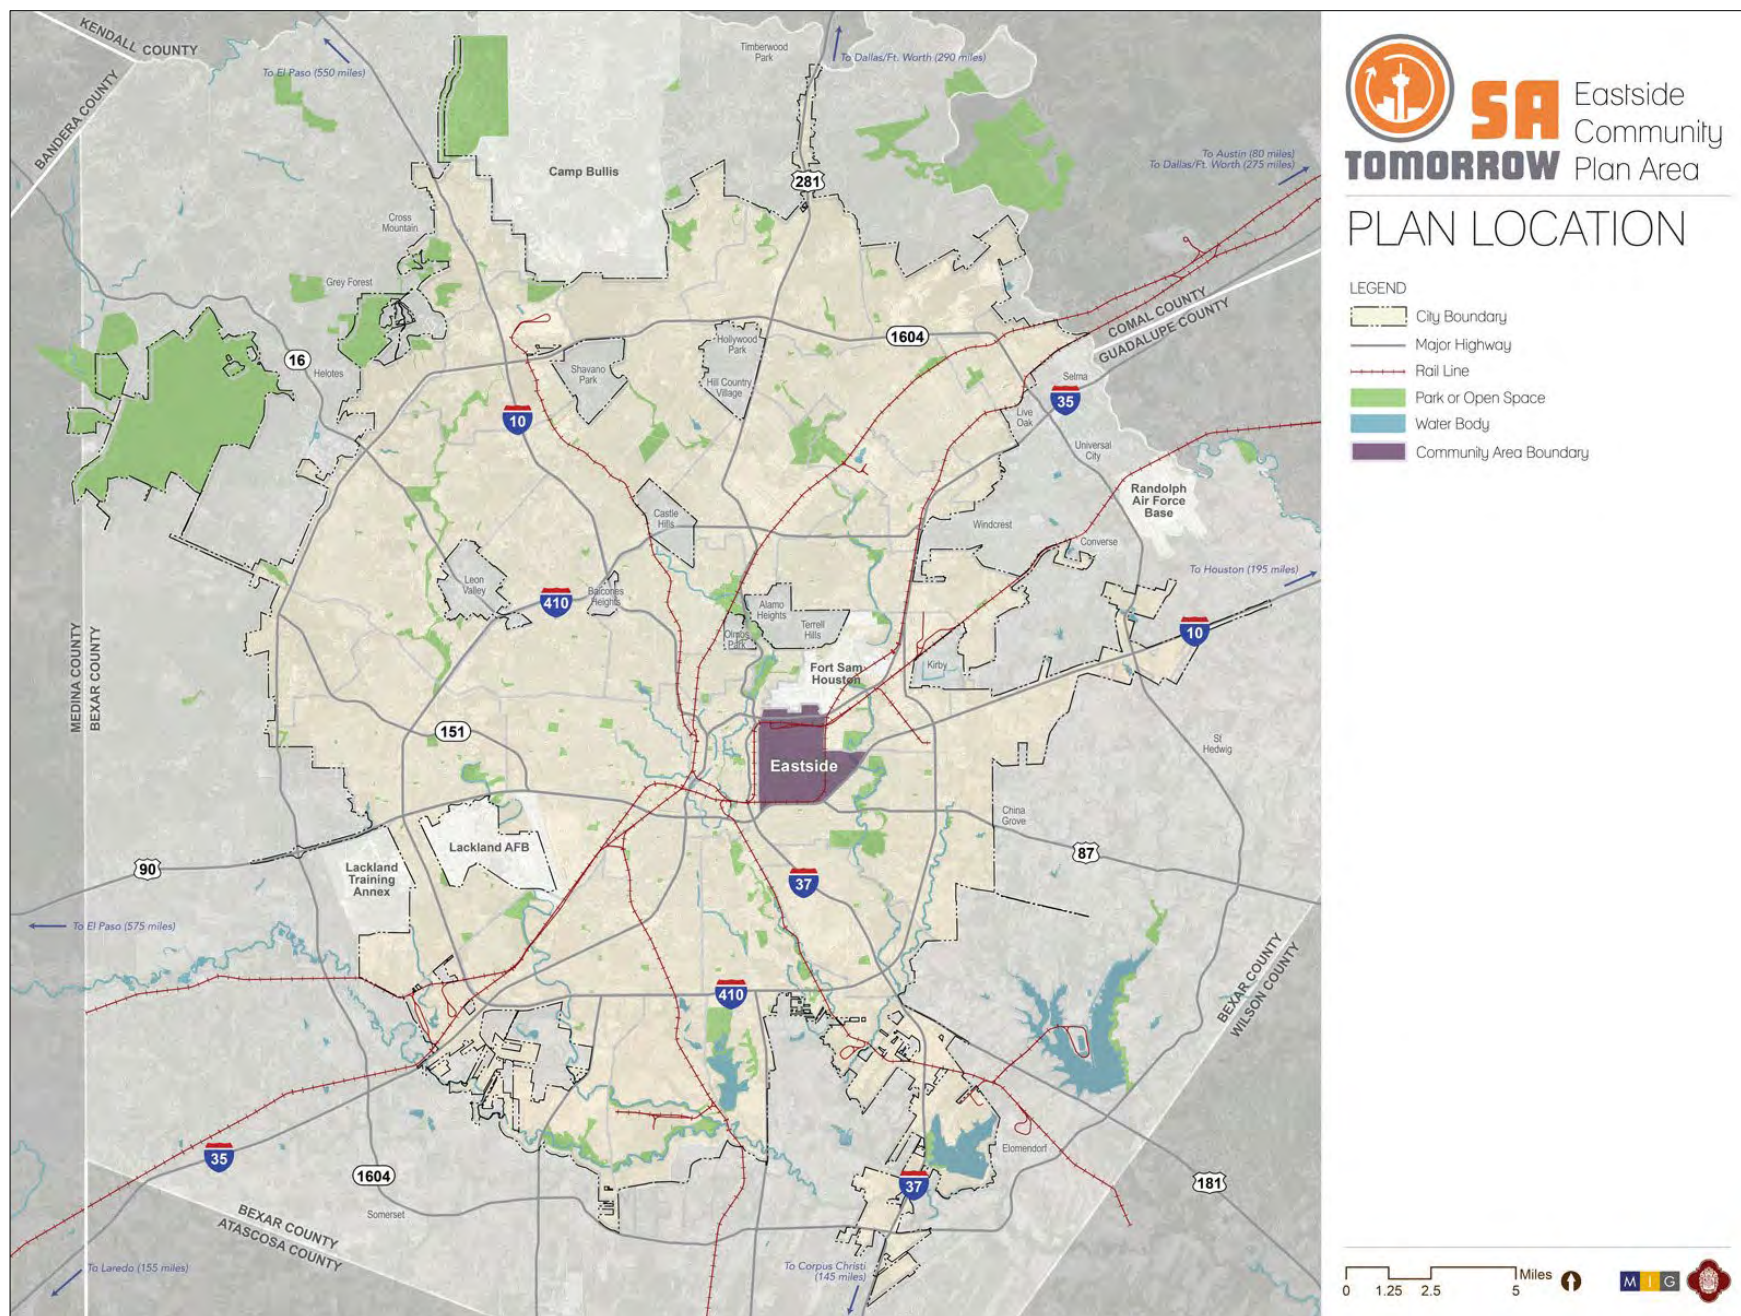 KENDALL COUNTY
BANDERA COUNTY
To El Paso (550 miles)
Timberwood
Park
To Dallas/Ft. Worth (290 miles)
To Austin (80 miles)
To Dallas/Ft. Worth (275 miles)
Camp Bullis
281
Cross
Mountain
Grey Forest
COMAL COUNTY
GUADALUPE COUNTY
1604
Hollywood
Park
16
Helotes
Shavano
Park
Hill Country
Village
Selma
35
10
Live
Oak
Universal
City
Randolph
Air Force
Base
Castle
Hills
Windcrest
Converse
To Houston (195 miles)
Leon
Valley
410
Balcones
Heights
Alamo
Heights
Terrell
Hills
Olmos
Park
10
Fort Sam
Houston
Kirby
MEDINA COUNTY
BEXAR COUNTY
151
St
Hedwig
Eastside
China
Grove
Lackland AFB
87
90
Lackland
Training
Annex
37
To El Paso (575 miles)
BEXAR COUNTY
WILSON COUNTY
410
Elomendorf
35
1604
37
181
Somerset
BEXAR COUNTY
ATASCOSA COUNTY
To Laredo (155 miles)
To Corpus Christi
(145 miles)
SA
TOMORROW
Eastside
Community
Plan Area
PLAN LOCATION
LEGEND
City Boundary
Major Highway
Rail Line
Park or Open Space
Water Body
Community Area Boundary
Miles
0 1.25 2.5 5
M I G